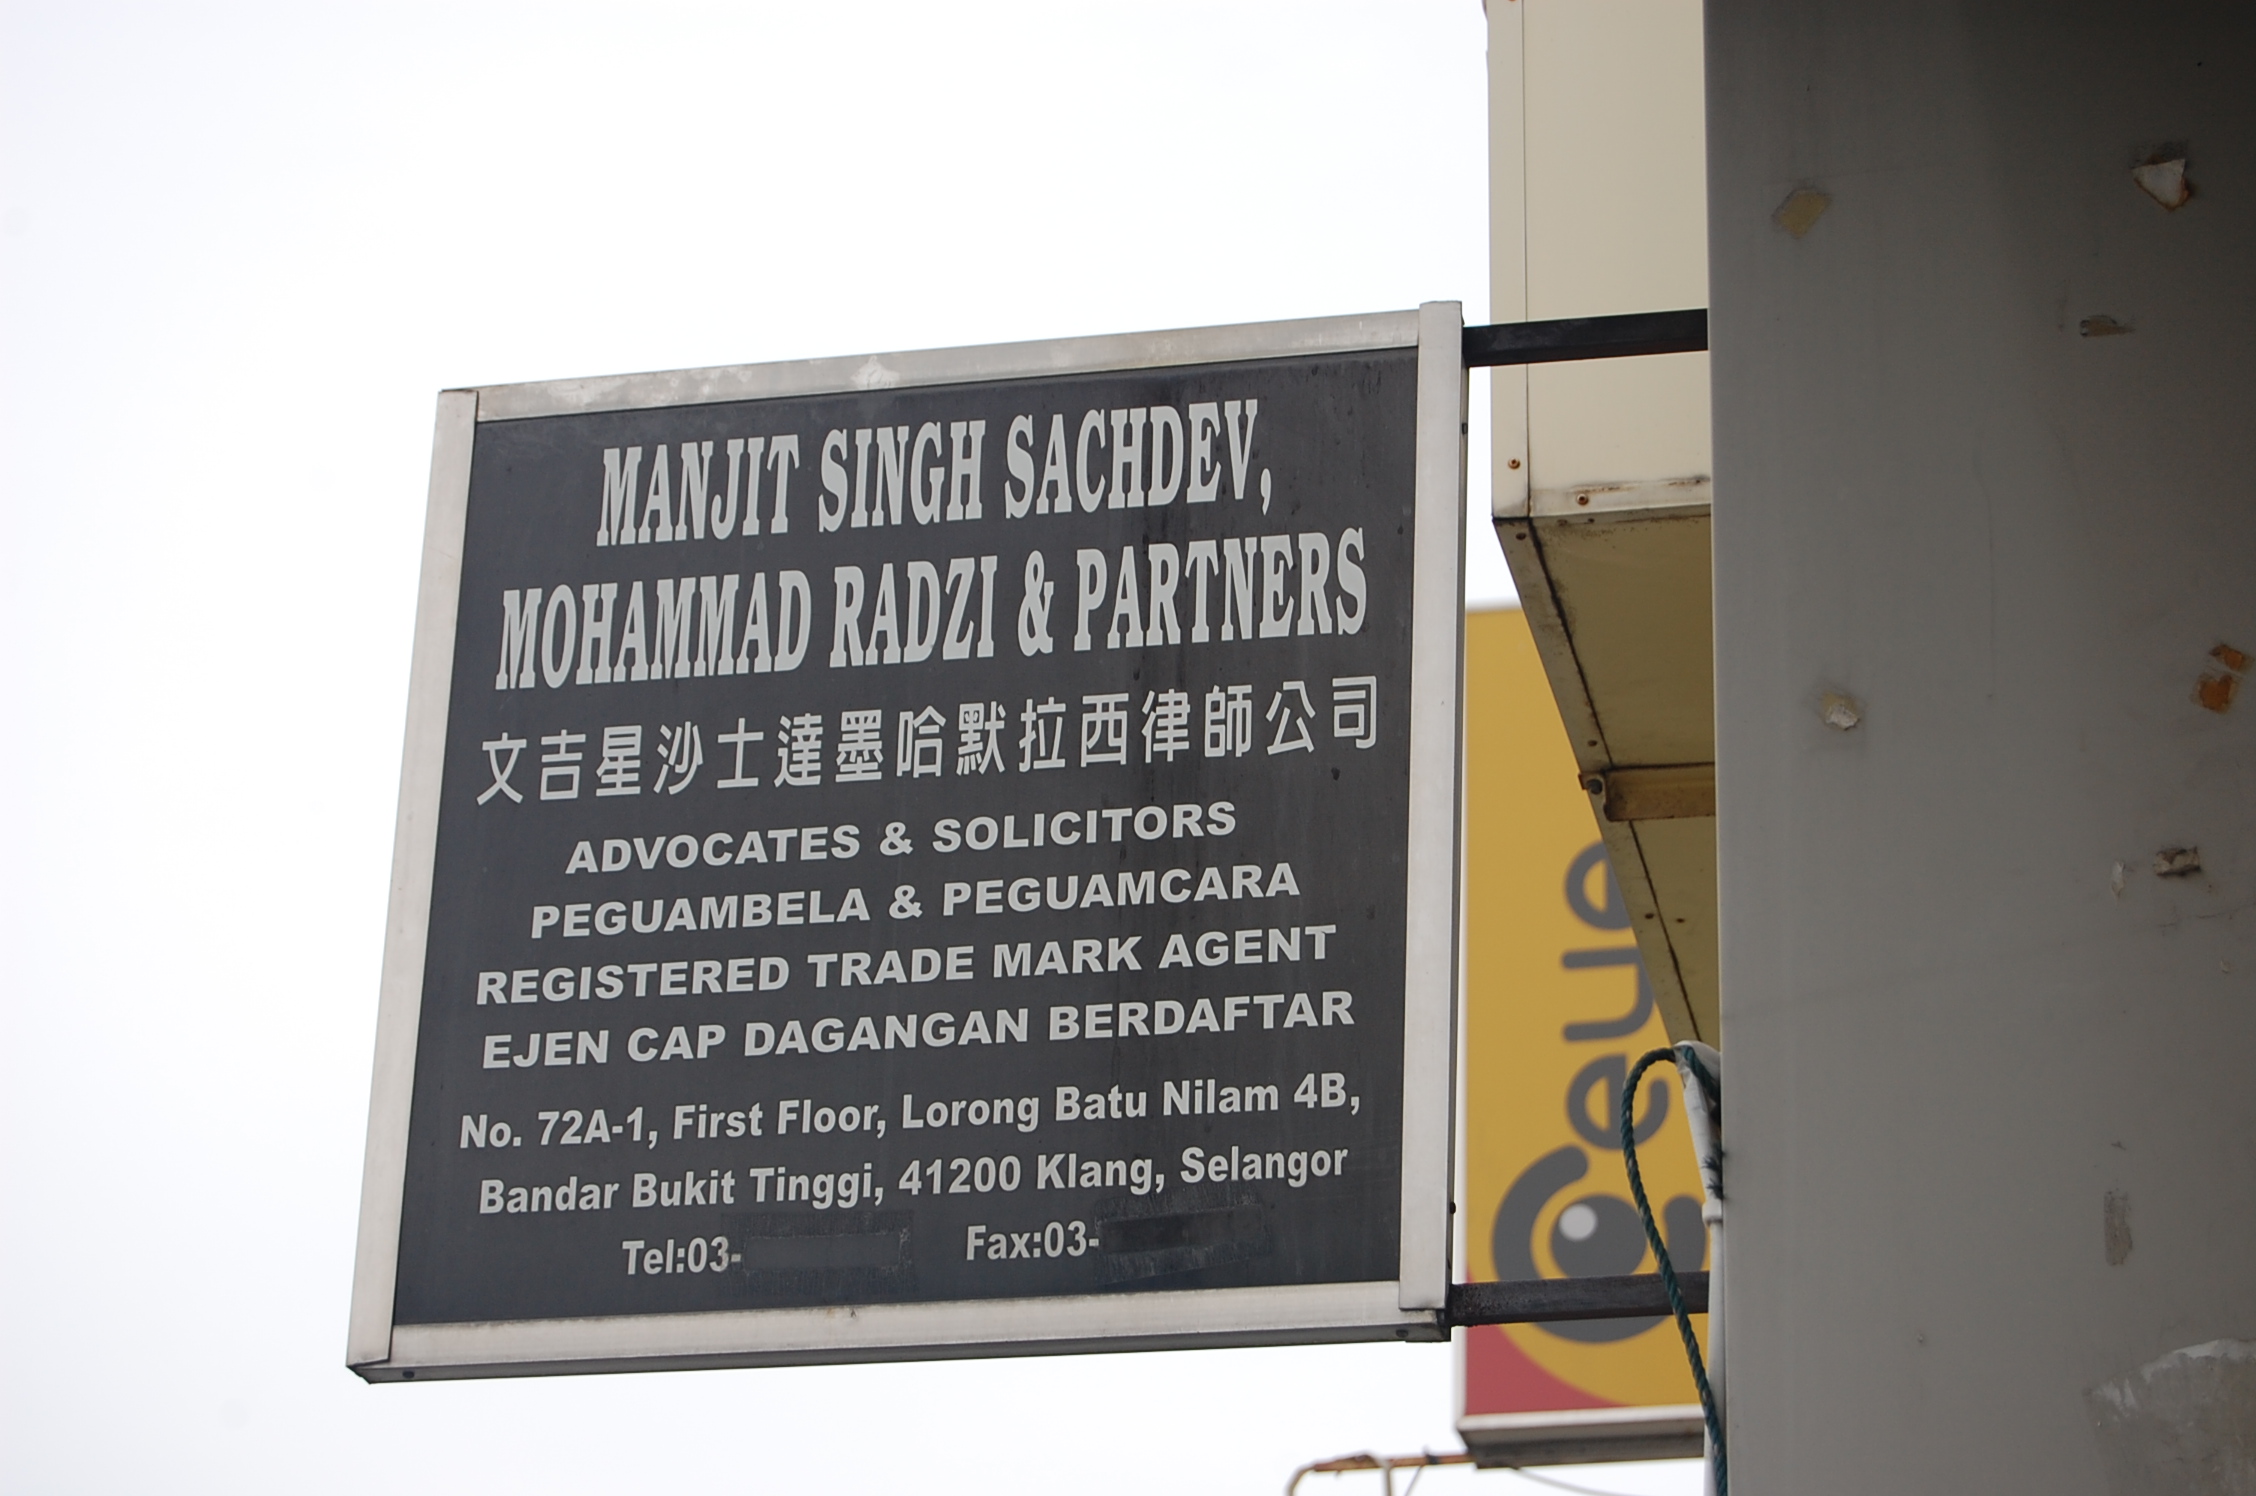 MANJIT SINGH SACHDEV,
MOHAMMAD RADZI & PARTNERS
文吉星沙士達墨哈默拉西律師公司
ADVOCATES & SOLICITORS
PEGUAMBELA & PEGUAMCARA
REGISTERED TRADE MARK AGENT
EJEN CAP DAGANGAN BERDAFTAR
No. 72A-1, First Floor, Lorong Batu Nilam 4B,
Bandar Bukit Tinggi, 41200 Klang, Selangor
Tel:03- Fax:03-